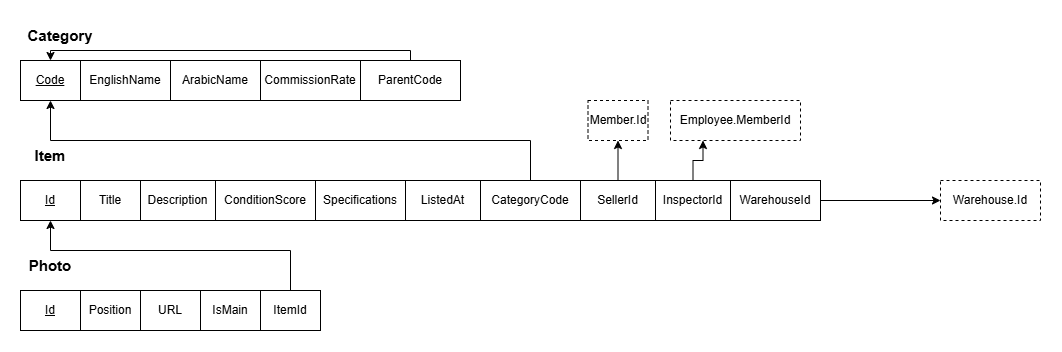 Category
Code EnglishName ArabicName CommissionRate ParentCode
Member.Id Employee.MemberId
Item
Id Title Description ConditionScore Specifications ListedAt CategoryCode SellerId InspectorId WarehouseId Warehouse.Id
Photo
Id Position URL IsMain ItemId